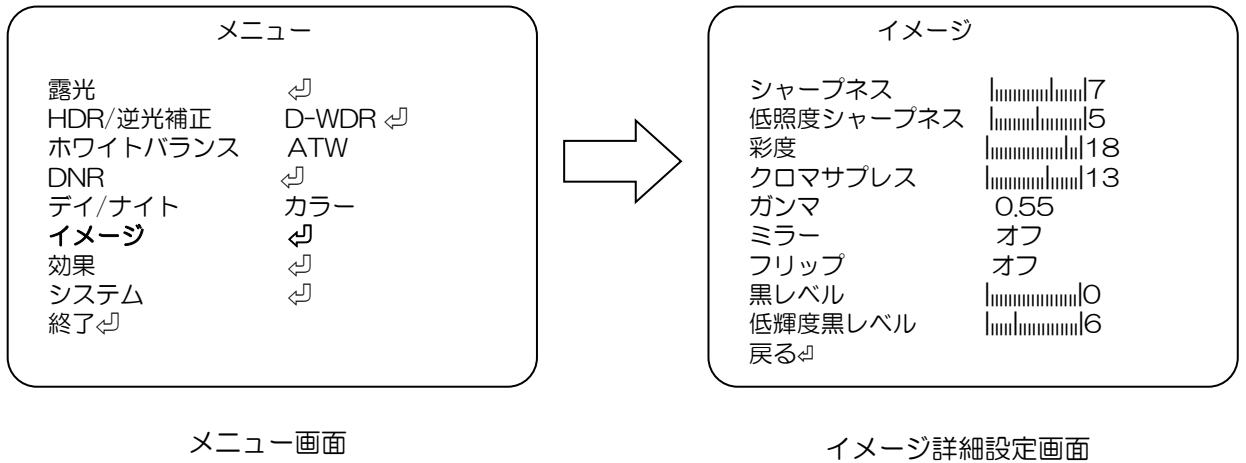 メニュー
露光 ⏎
HDR/逆光補正 D-WDR ⏎
ホワイトバランス ATW
DNR ⏎
デイ/ナイト カラー
イメージ ⏎
効果 ⏎
システム ⏎
終了⏎
メニュー画面
イメージ
シャープネス 7
低照度シャープネス 5
彩度 18
クロマサプレス 13
ガンマ 0.55
ミラー オフ
フリップ オフ
黒レベル 0
低輝度黒レベル 6
戻る⏎
イメージ詳細設定画面